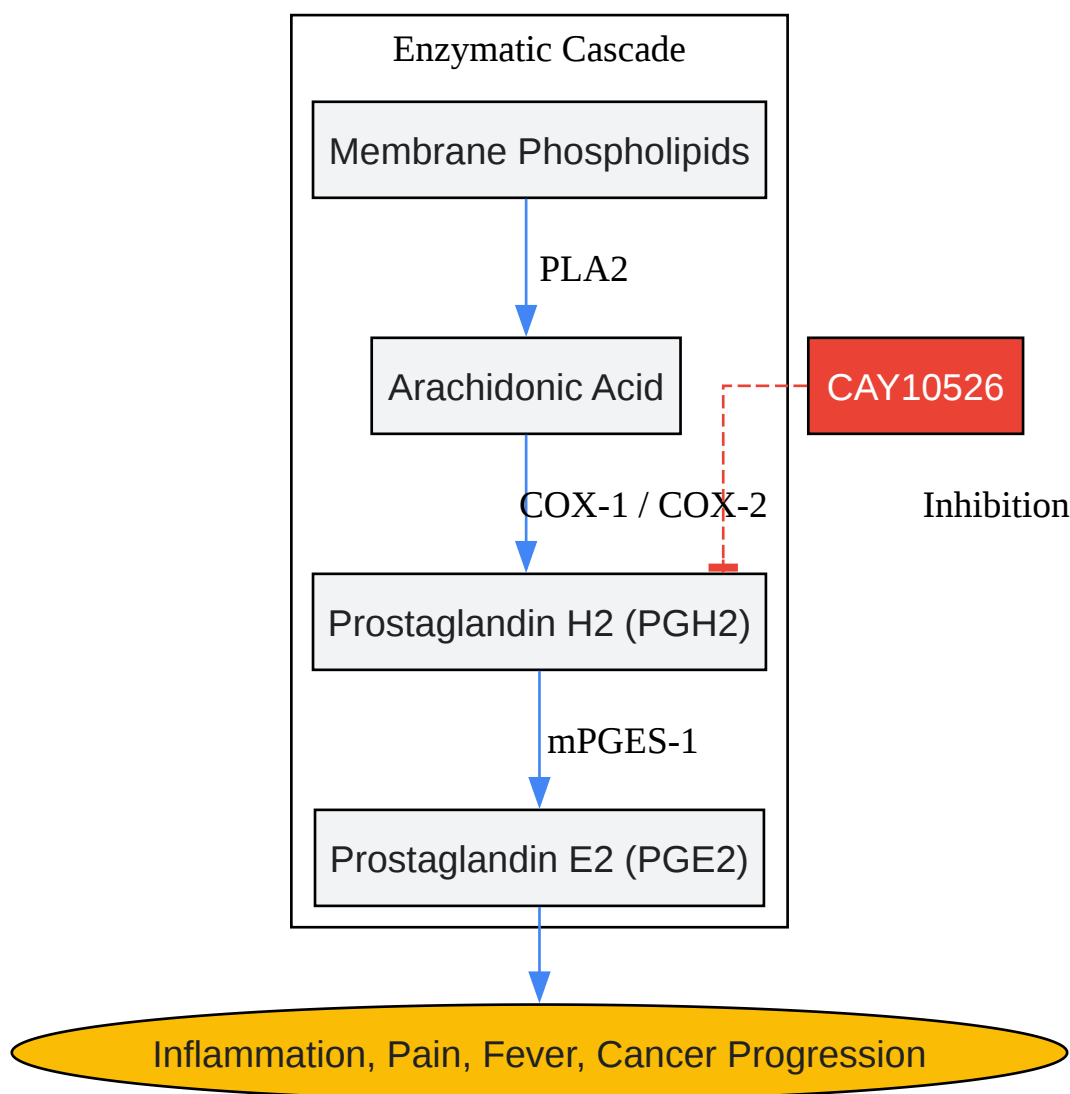 Enzymatic Cascade
Membrane Phospholipids
PLA2
Arachidonic Acid
CAY10526
COX-1 / COX-2
Inhibition
Prostaglandin H2 (PGH2)
mPGES-1
Prostaglandin E2 (PGE2)
Inflammation, Pain, Fever, Cancer Progression